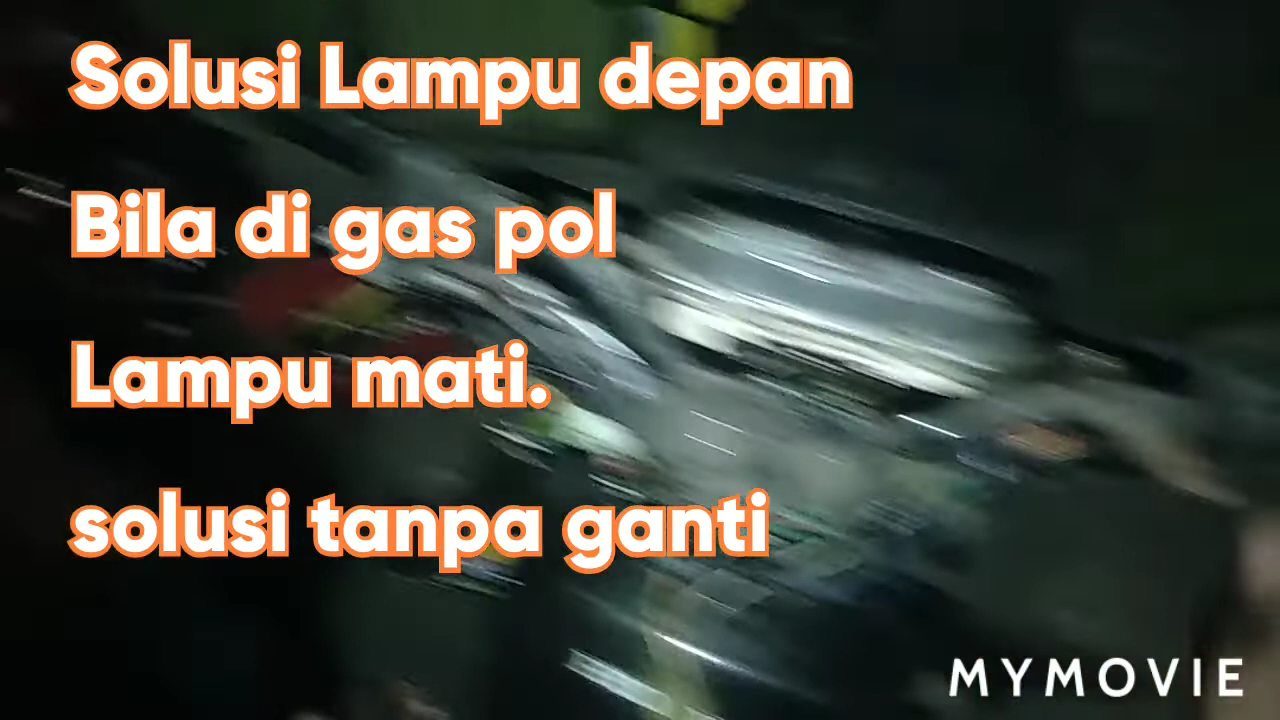 Solusi Lampu depan
Bila di gas pol
Lampu mati.
solusi tanpa ganti
MYMOVIE